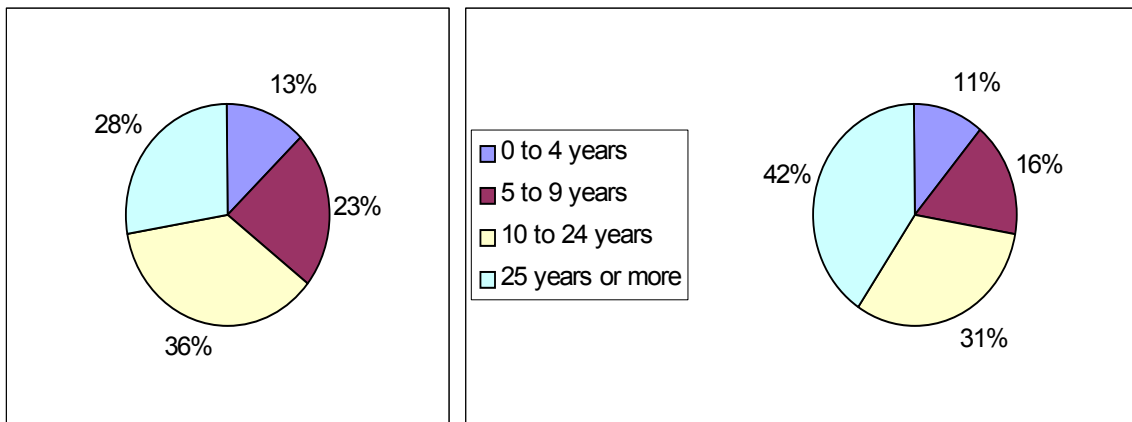 13%
28%
23%
36%
0 to 4 years
5 to 9 years
10 to 24 years
25 years or more
11%
42%
16%
31%